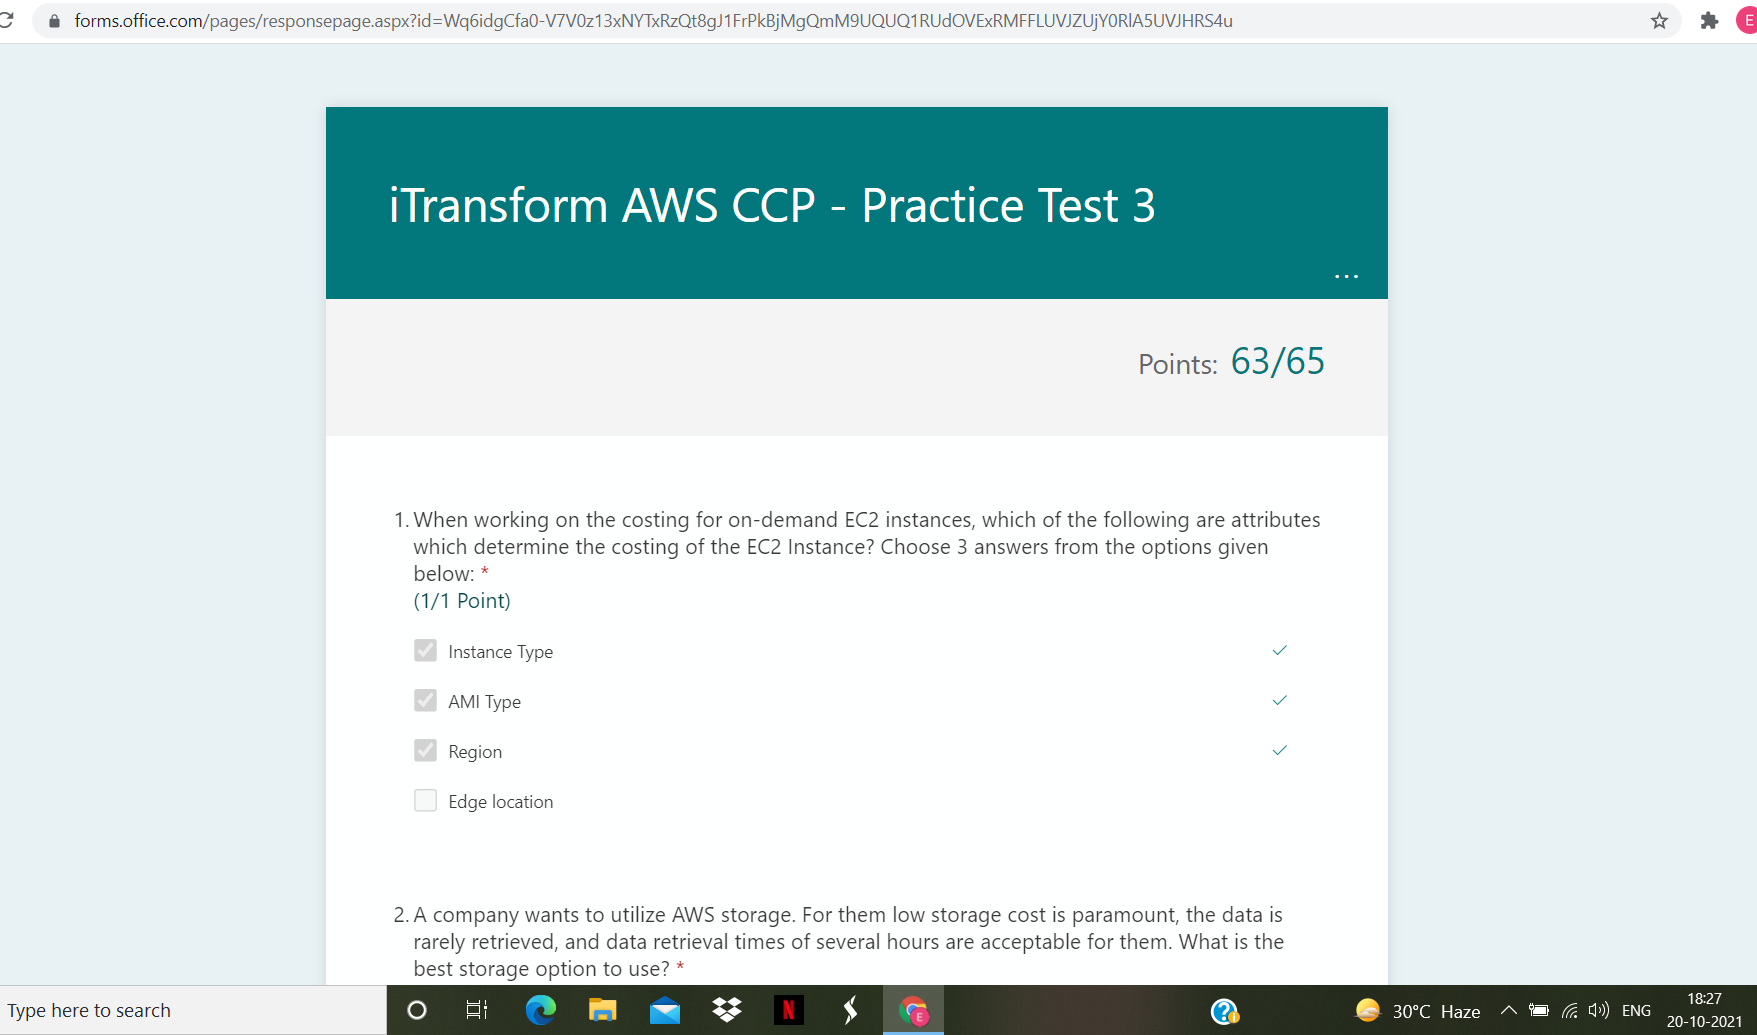 forms.office.com/pages/responsepage.aspx?id=Wq6idgCfa0-V7V0z13xNYTxRzQt8gJ1FrPkBjMgQmM9UQUQ1RUdOVExRMFFLUVJZUjY0RlA5UVJHRS4u
E
iTransform AWS CCP - Practice Test 3
...
Points: 63/65
1. When working on the costing for on-demand EC2 instances, which of the following are attributes
which determine the costing of the EC2 Instance? Choose 3 answers from the options given
below: *
(1/1 Point)
Instance Type
AMI Type
Region
Edge location
2. A company wants to utilize AWS storage. For them low storage cost is paramount, the data is
rarely retrieved, and data retrieval times of several hours are acceptable for them. What is the
best storage option to use? *
Type here to search
N
E
30°C Haze
ENG
18:27
20-10-2021